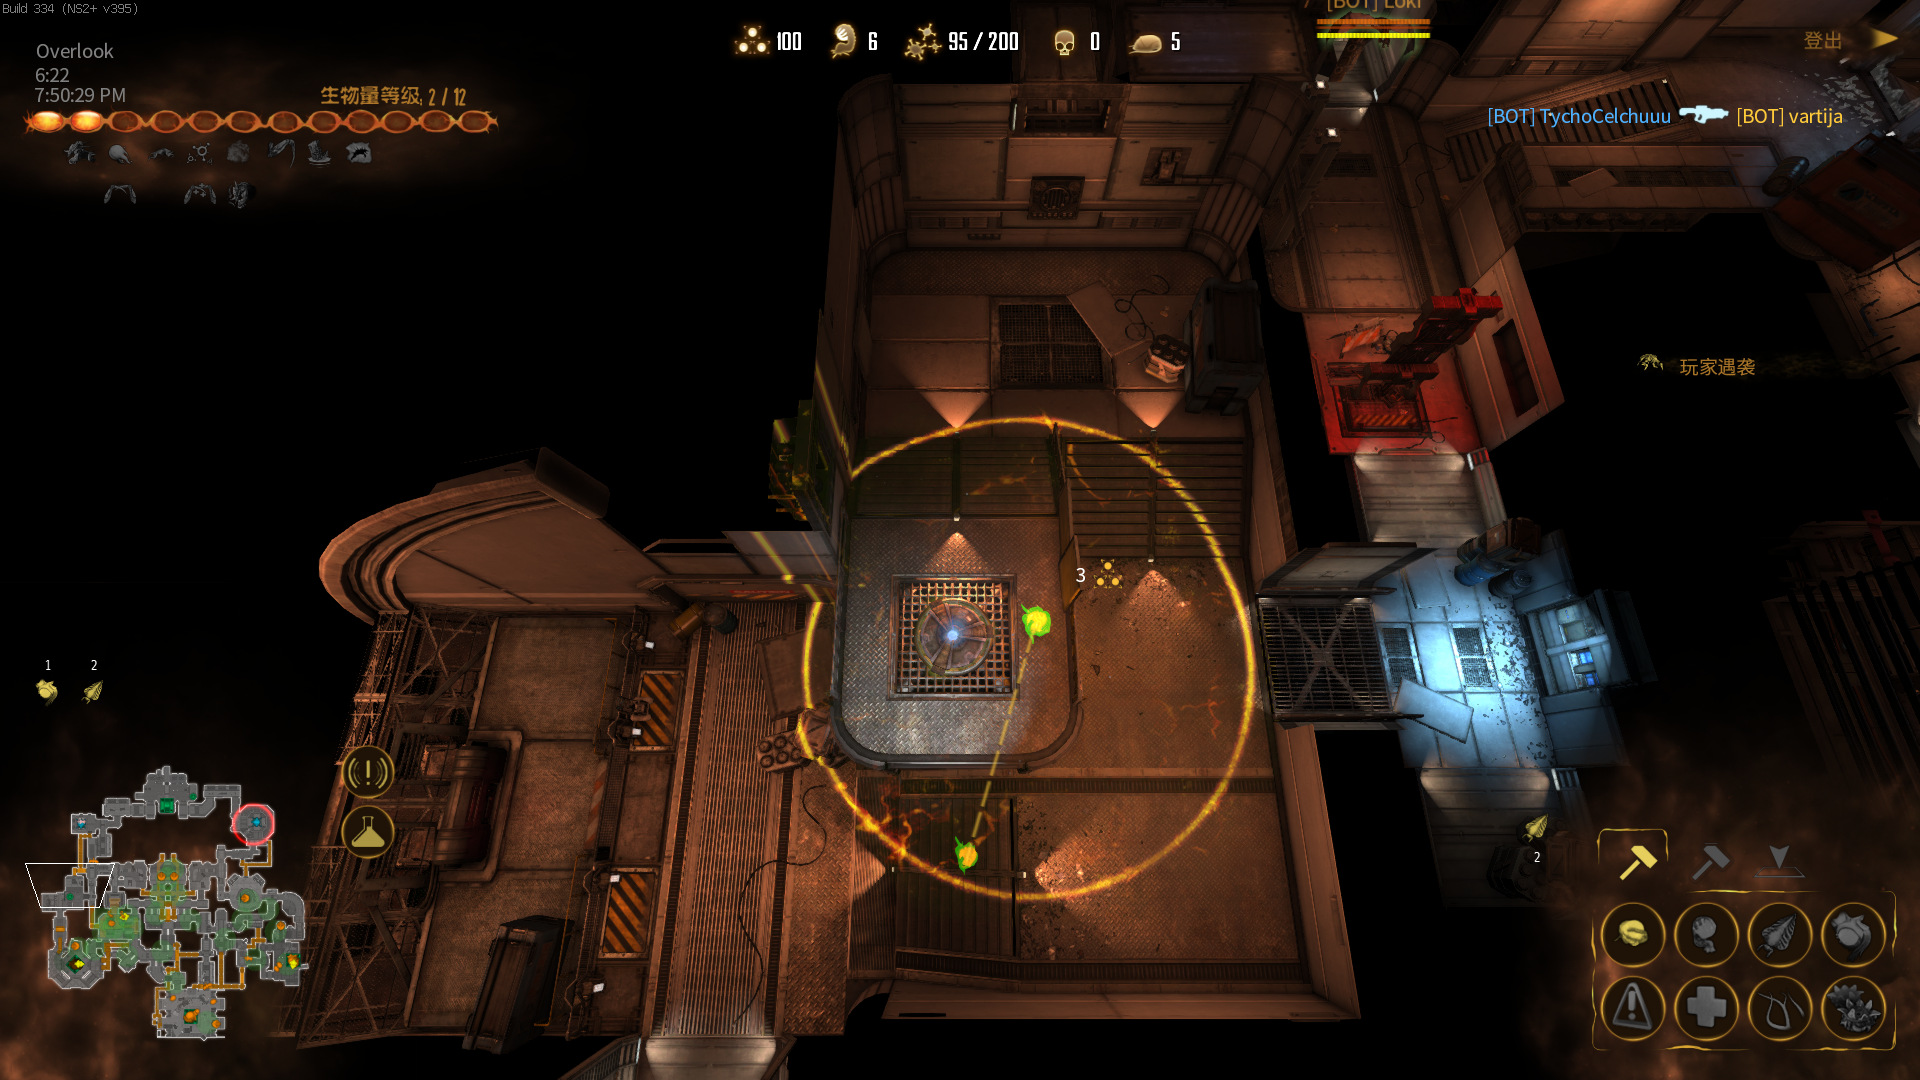 Build 334 (NS2+ v395)
[BOT] Loki
100
6
95 / 200
0
5
登出
Overlook
6:22
7:50:29 PM
生物量等级, 2 / 12
[BOT] TychoCelchuuu [BOT] vartija
玩家遇袭
3
1 2
2